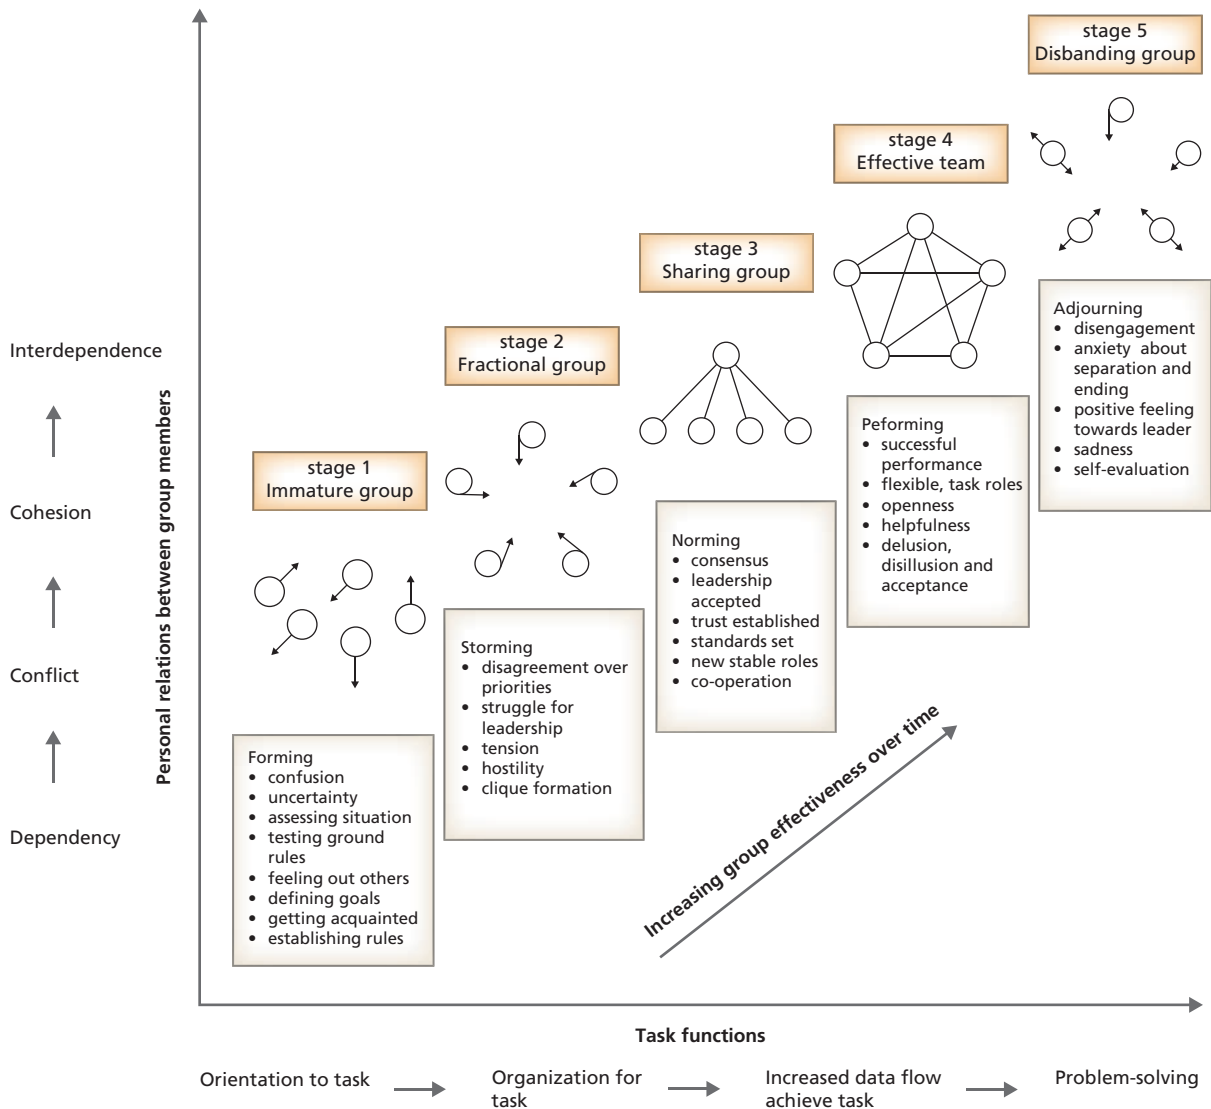 stage 5
Disbanding group
stage 4
Effective team
stage 3
Sharing group
stage 2
Fractional group
stage 1
Immature group
Interdependence
Cohesion
Conflict
Dependency
Personal relations between group members
Forming
• confusion
• uncertainty
• assessing situation
• testing ground
rules
• feeling out others
• defining goals
• getting acquainted
• establishing rules
Storming
• disagreement over
priorities
• struggle for
leadership
• tension
• hostility
• clique formation
Norming
• consensus
• leadership
accepted
• trust established
• standards set
• new stable roles
• co-operation
Peforming
• successful
performance
• flexible, task roles
• openness
• helpfulness
• delusion,
disillusion and
acceptance
Adjourning
• disengagement
• anxiety about
separation and
ending
• positive feeling
towards leader
• sadness
• self-evaluation
Increasing group effectiveness over time
Task functions
Orientation to task
Organization for
task
Increased data flow
achieve task
Problem-solving